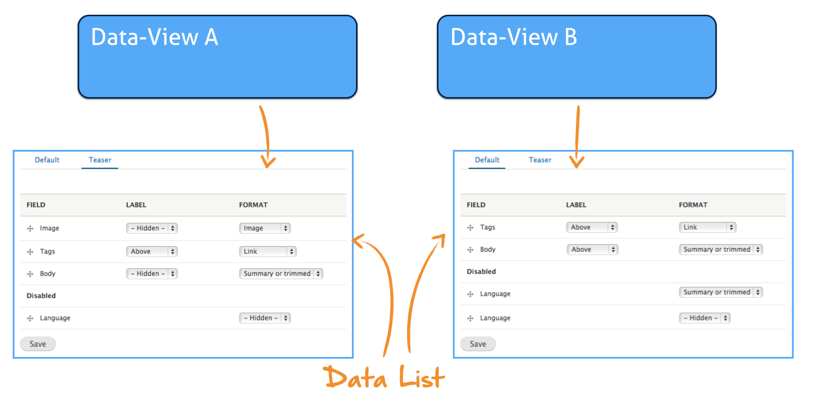 Data-View A
Data-View B
Default Teaser
FIELD LABEL FORMAT
Image - Hidden - Image
Tags Above Link
Body - Hidden - Summary or trimmed
Disabled
Language - Hidden -
Save
Default Teaser
FIELD LABEL FORMAT
Tags Above Link
Body Above Summary or trimmed
Disabled
Language Summary or trimmed
Language - Hidden -
Save
Data List